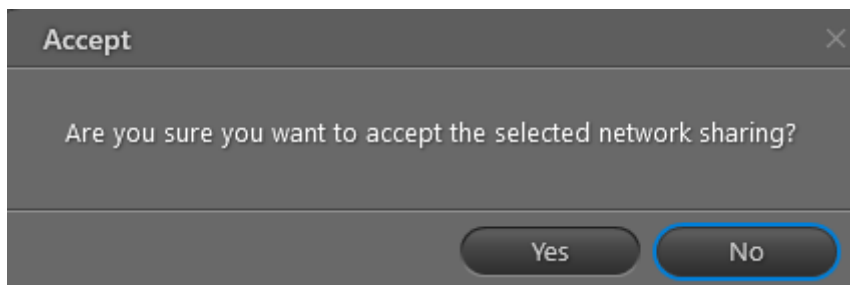 Accept
Are you sure you want to accept the selected network sharing?
Yes No